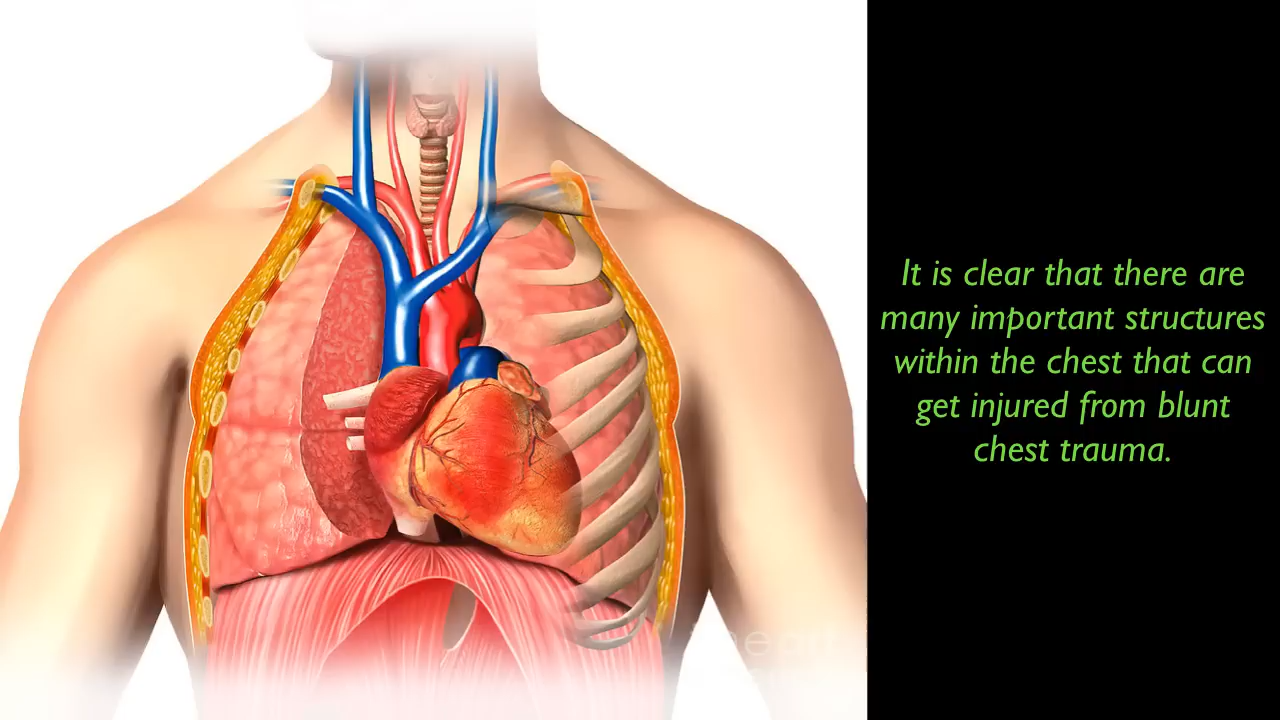 It is clear that there are
many important structures
within the chest that can
get injured from blunt
chest trauma.